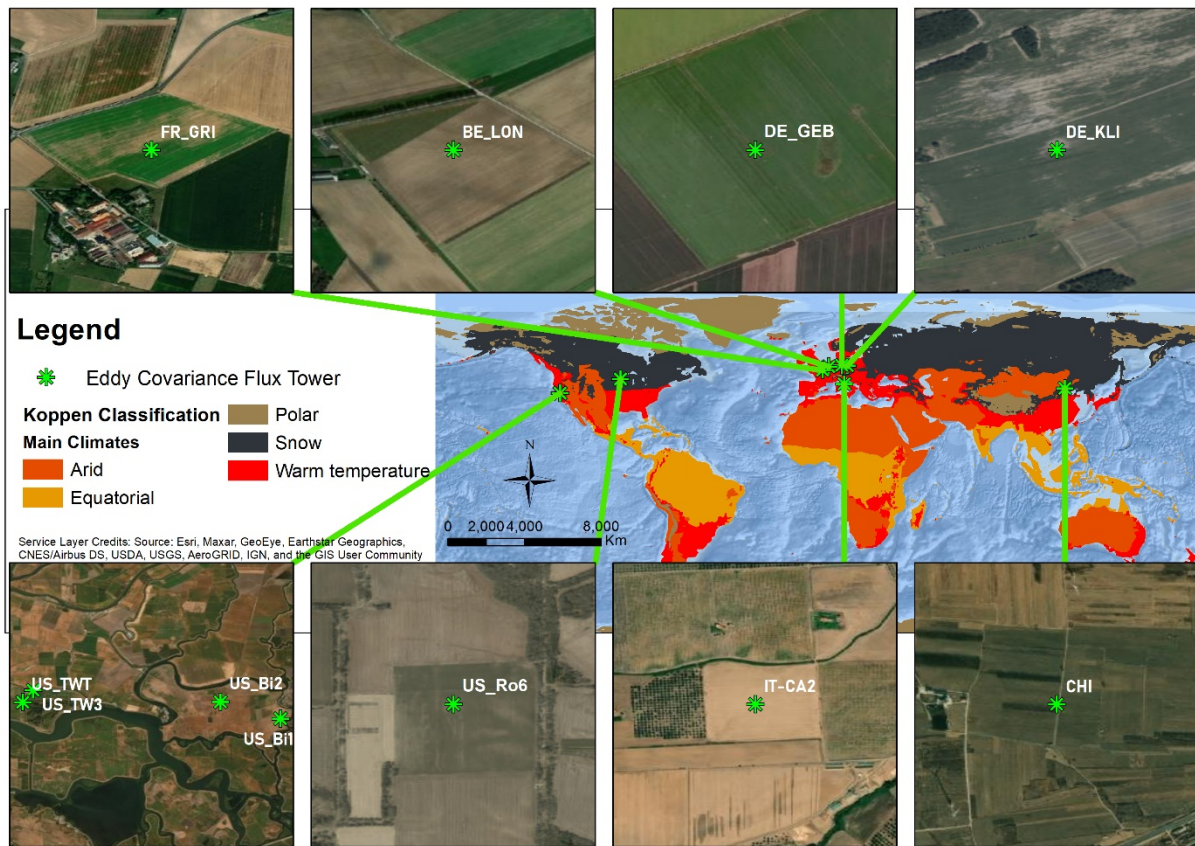 FR_GRI
BE_LON
DE_GEB
DE_KLI
Legend
Eddy Covariance Flux Tower
Koppen Classification
Main Climates
Arid
Equatorial
Polar
Snow
Warm temperature
N
0 2,000 4,000 8,000
Km
Service Layer Credits: Source: Esri, Maxar, GeoEye, Earthstar Geographics,
CNES/Airbus DS, USDA, USGS, AeroGRID, IGN, and the GIS User Community
US_TWT
US_TW3
US_Bi2
US_Bi1
US_Ro6
IT-CA2
CHI